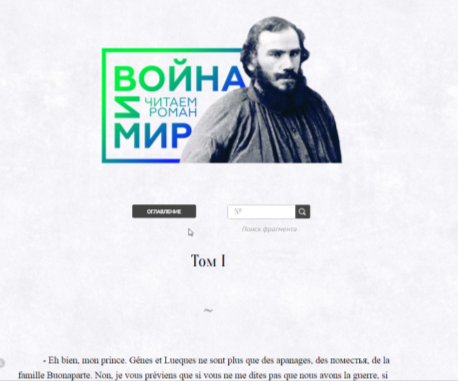 ВОЙНА
И ЧИТАЕМ
РОМАН
МИР
ОГЛАВЛЕНИЕ
№
Поиск фрагмента
Том I
~
- Eh bien, mon prince. Gênes et Lueques ne sont plus que des apanages, des поместья, de la
famille Buonaparte. Non, je vous préviens que si vous ne me dites pas que nous avons la guerre, si